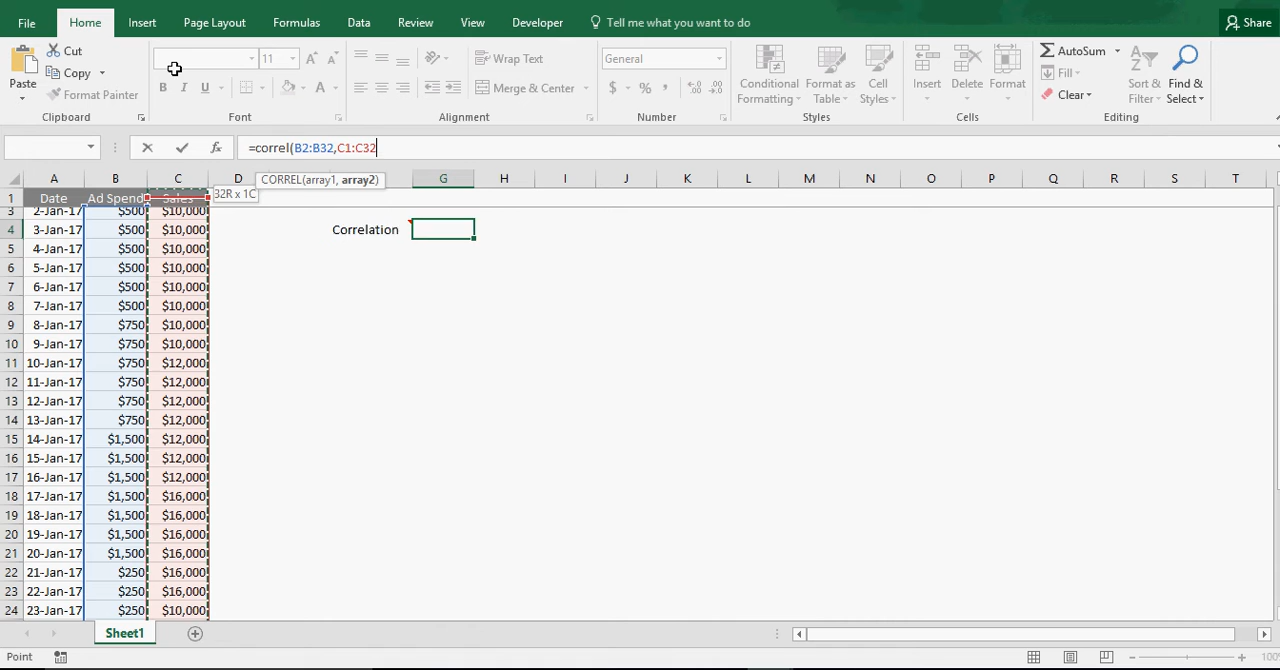 File Home Insert Page Layout Formulas Data Review View Developer Tell me what you want to do Share
Paste
Cut
Copy
Format Painter
Clipboard
11 A A
B I U A
Font
Wrap Text
Merge & Center
Alignment
General
$ % , .00 .0
Number
Conditional Formatting
Format as Table
Cell Styles
Styles
Insert Delete Format
Cells
AutoSum
Fill
Clear
Sort & Filter
Find & Select
Editing
fx =correl(B2:B32,C1:C32
CORREL(array1, array2)
A B C D G H I J K L M N O P Q R S T
1 Date Ad Spend Sales 32R x 1C
3 2-Jan-17 $500 $10,000
4 3-Jan-17 $500 $10,000 Correlation
5 4-Jan-17 $500 $10,000
6 5-Jan-17 $500 $10,000
7 6-Jan-17 $500 $10,000
8 7-Jan-17 $500 $10,000
9 8-Jan-17 $750 $10,000
10 9-Jan-17 $750 $10,000
11 10-Jan-17 $750 $12,000
12 11-Jan-17 $750 $12,000
13 12-Jan-17 $750 $12,000
14 13-Jan-17 $750 $12,000
15 14-Jan-17 $1,500 $12,000
16 15-Jan-17 $1,500 $12,000
17 16-Jan-17 $1,500 $12,000
18 17-Jan-17 $1,500 $16,000
19 18-Jan-17 $1,500 $16,000
20 19-Jan-17 $1,500 $16,000
21 20-Jan-17 $1,500 $16,000
22 21-Jan-17 $250 $16,000
23 22-Jan-17 $250 $16,000
24 23-Jan-17 $250 $10,000
Sheet1
Point
100